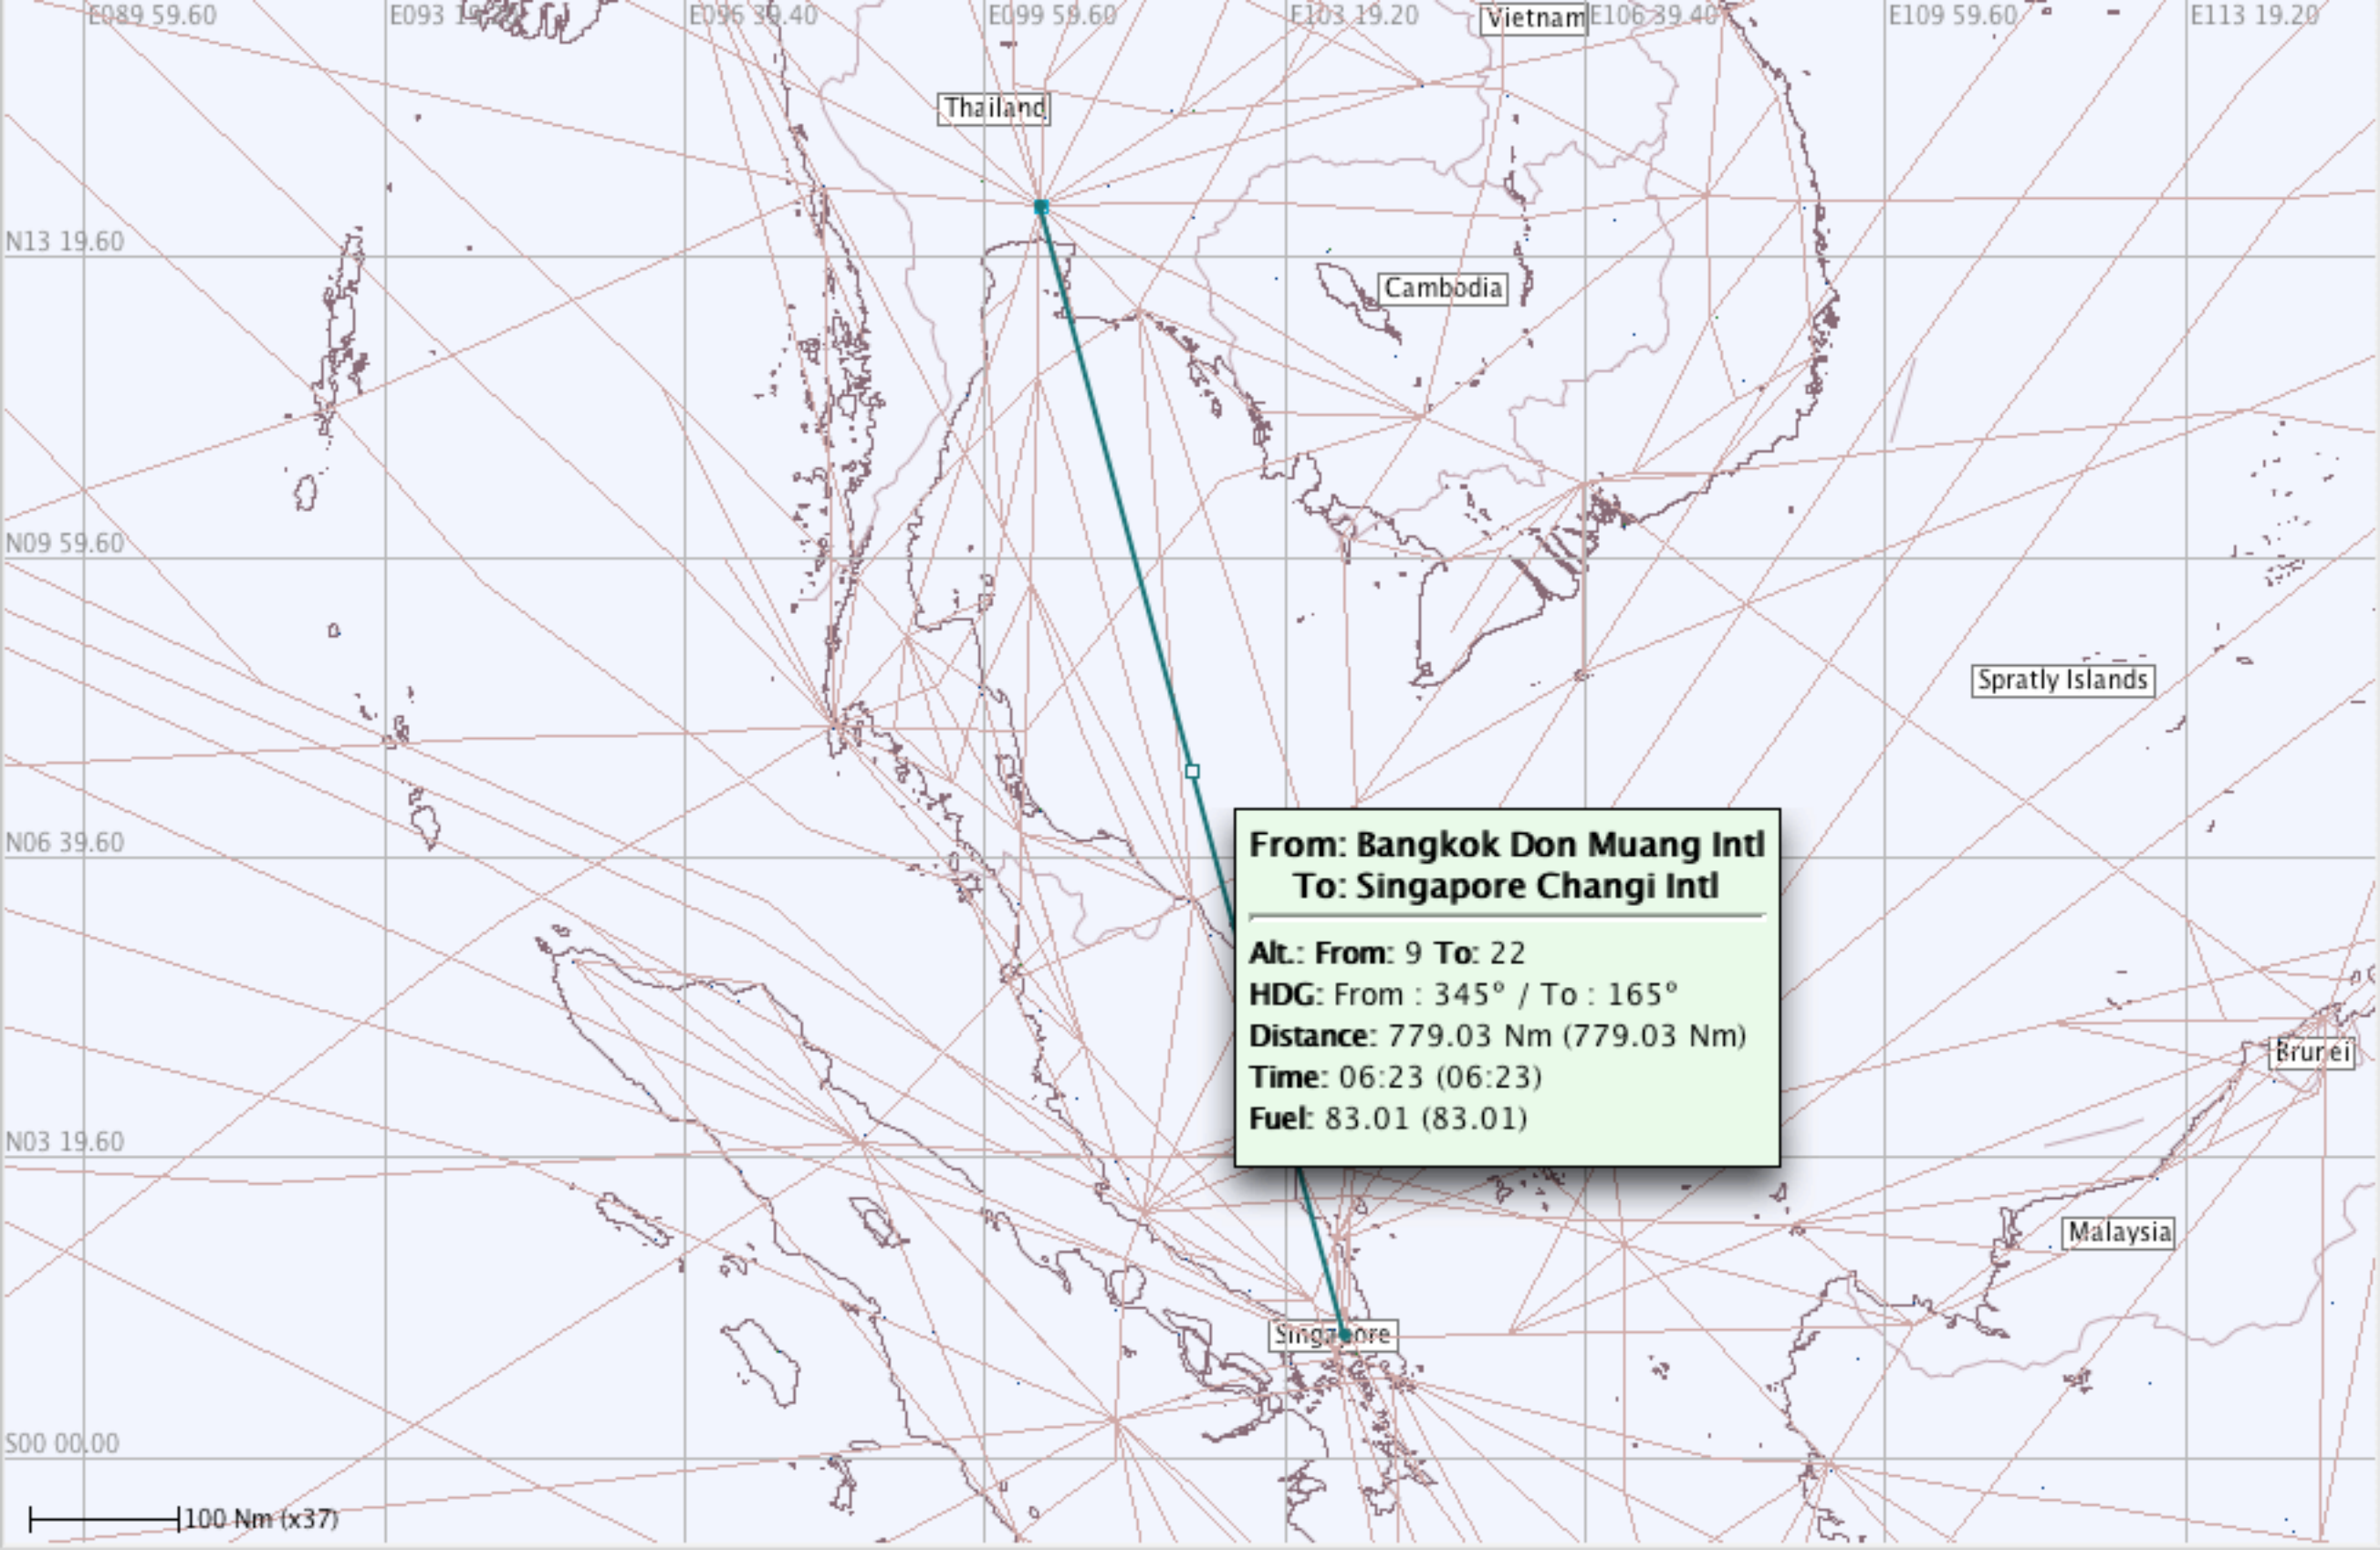 E089 59.60
E096 39.40
E099 59.60
E103 19.20
Vietnam
E106 39.40
E109 59.60
E113 19.20
Thailand
N13 19.60
Cambodia
N09 59.60
Spratly Islands
N06 39.60
From: Bangkok Don Muang Intl
To: Singapore Changi Intl
Alt.: From: 9 To: 22
HDG: From : 345° / To : 165°
Distance: 779.03 Nm (779.03 Nm)
Time: 06:23 (06:23)
Fuel: 83.01 (83.01)
Brunei
N03 19.60
Malaysia
Singapore
S00 00.00
100 Nm (x37)